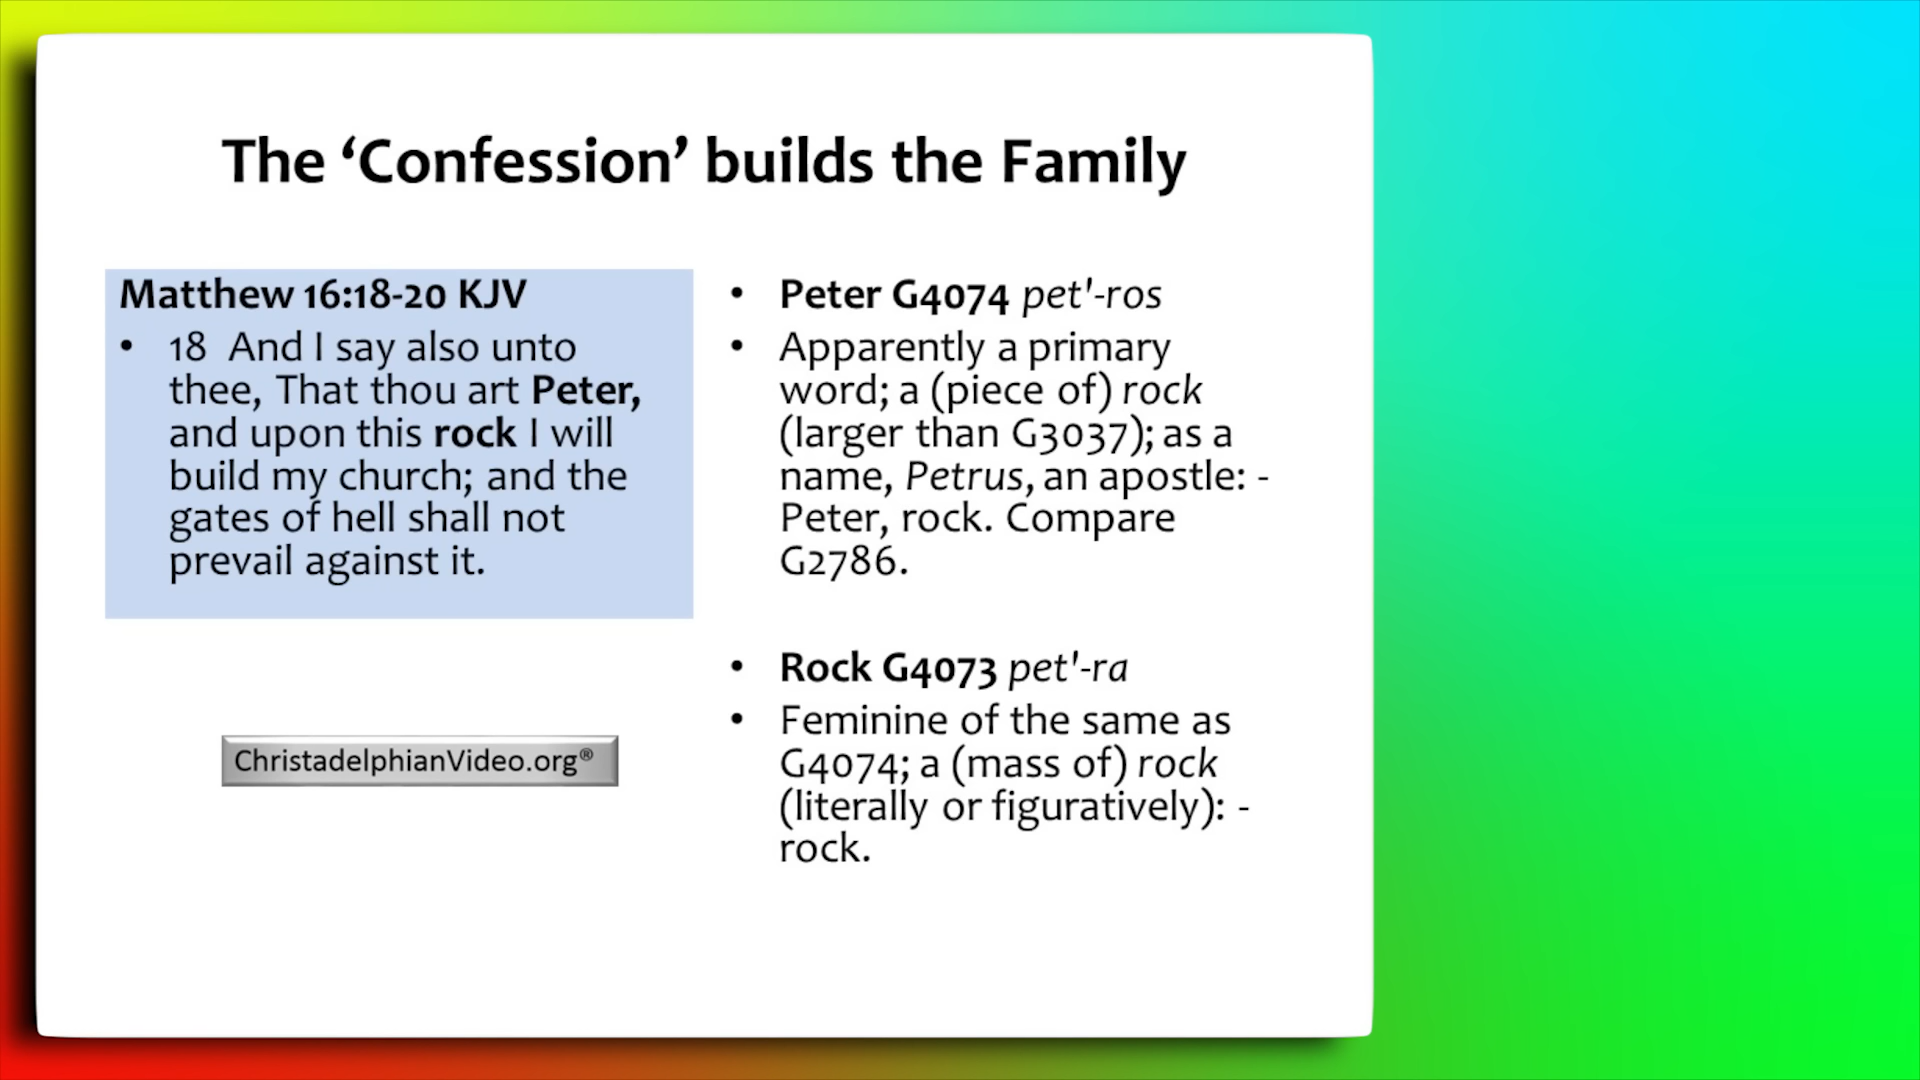 The ‘Confession’ builds the Family
Matthew 16:18-20 KJV
• 18  And I say also unto
thee, That thou art Peter,
and upon this rock I will
build my church; and the
gates of hell shall not
prevail against it.
ChristadelphianVideo.org®
• Peter G4074 pet'-ros
• Apparently a primary
word; a (piece of) rock
(larger than G3037); as a
name, Petrus, an apostle: -
Peter, rock. Compare
G2786.
• Rock G4073 pet'-ra
• Feminine of the same as
G4074; a (mass of) rock
(literally or figuratively): -
rock.